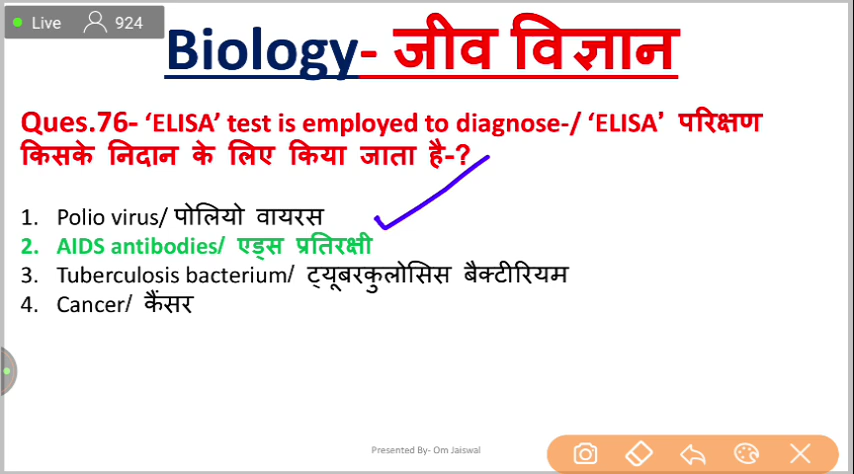 Live 924
Biology- जीव विज्ञान
Ques.76- ‘ELISA’ test is employed to diagnose-/ ‘ELISA’ परिक्षण
किसके निदान के लिए किया जाता है-?
1. Polio virus/ पोलियो वायरस
2. AIDS antibodies/ एड्स प्रतिरक्षी
3. Tuberculosis bacterium/ ट्यूबरकुलोसिस बैक्टीरियम
4. Cancer/ कैंसर
Presented By- Om Jaiswal